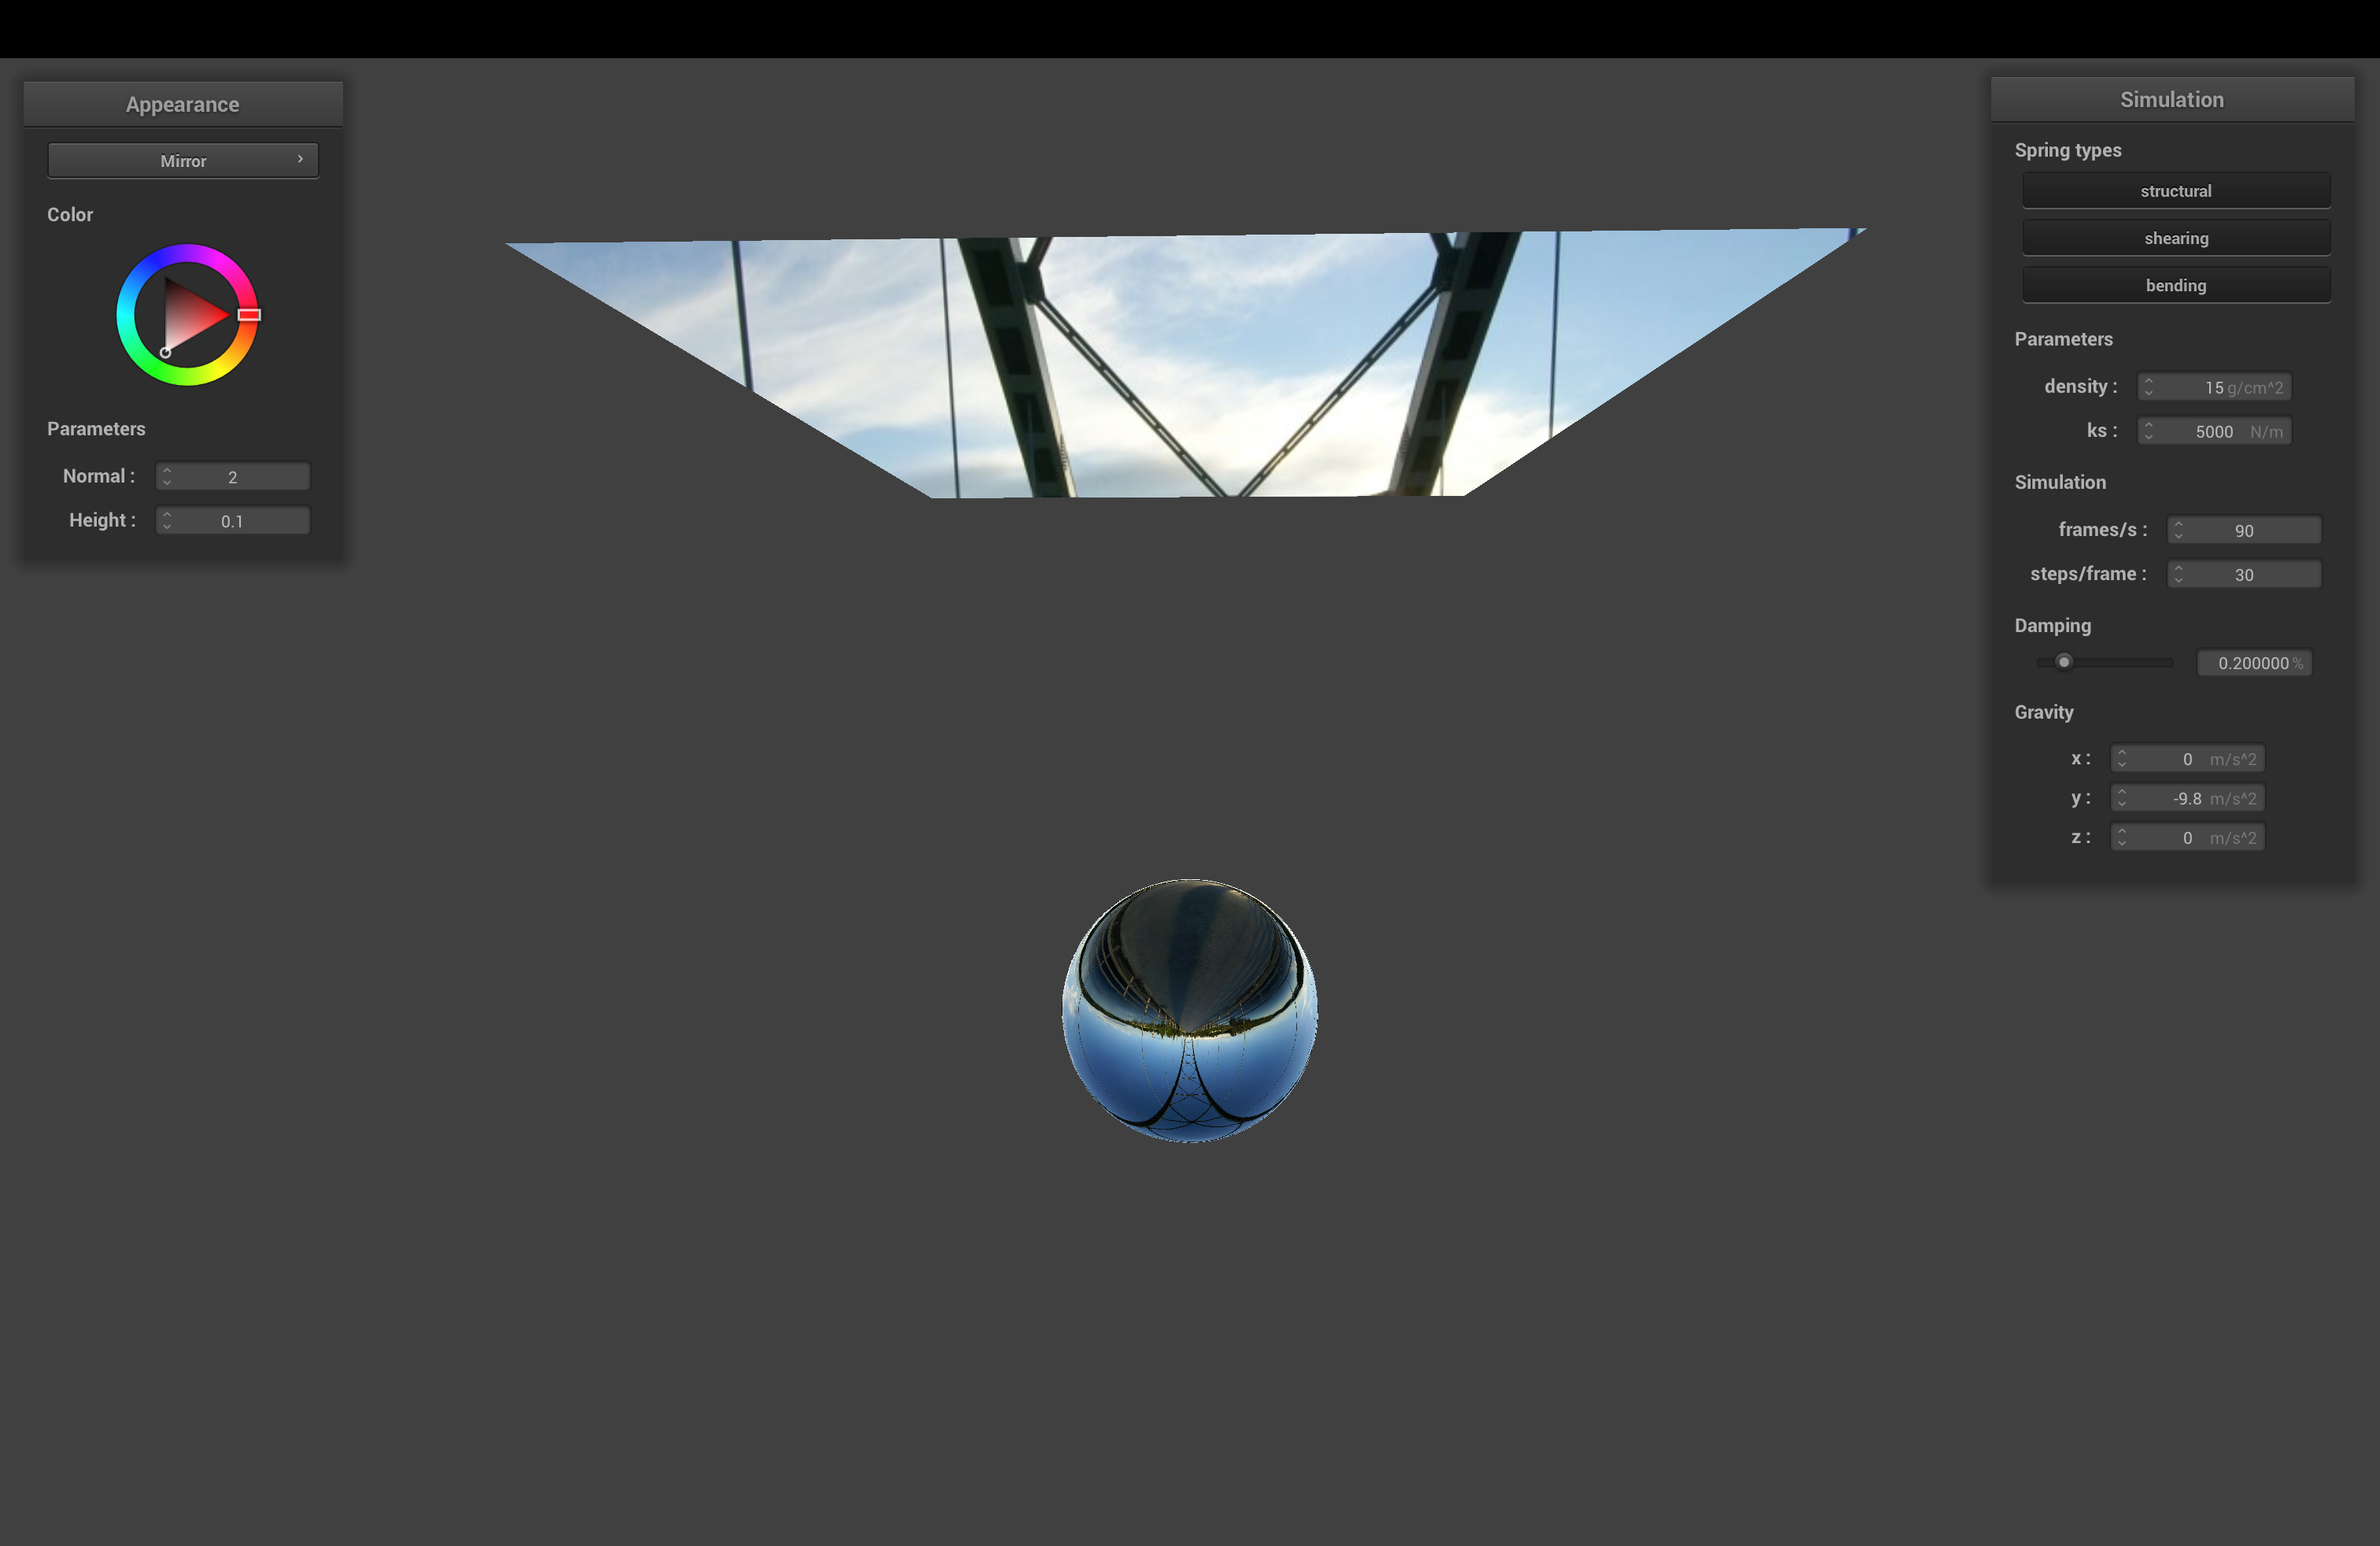 Appearance
Mirror
Color
Parameters
Normal : 2
Height : 0.1
Simulation
Spring types
structural
shearing
bending
Parameters
density : 15 g/cm^2
ks : 5000 N/m
Simulation
frames/s : 90
steps/frame : 30
Damping
0.200000 %
Gravity
x : 0 m/s^2
y : -9.8 m/s^2
z : 0 m/s^2